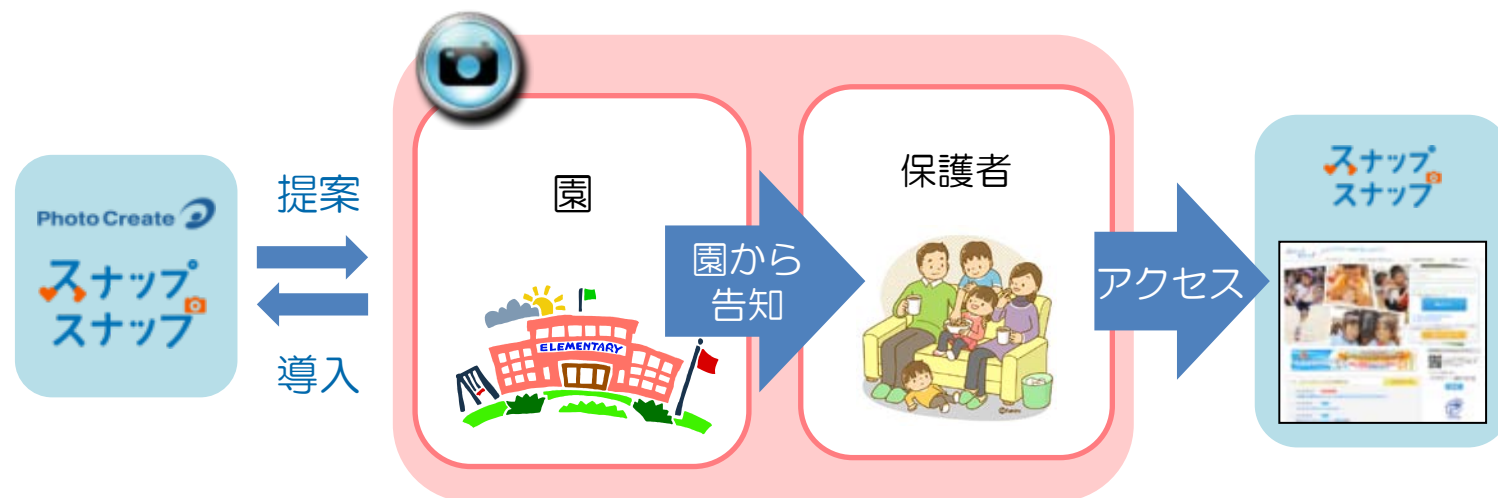 Photo Create
スナップ
スナップ
提案
導入
園
ELEMENTARY
園から
告知
保護者
アクセス
スナップ
スナップ